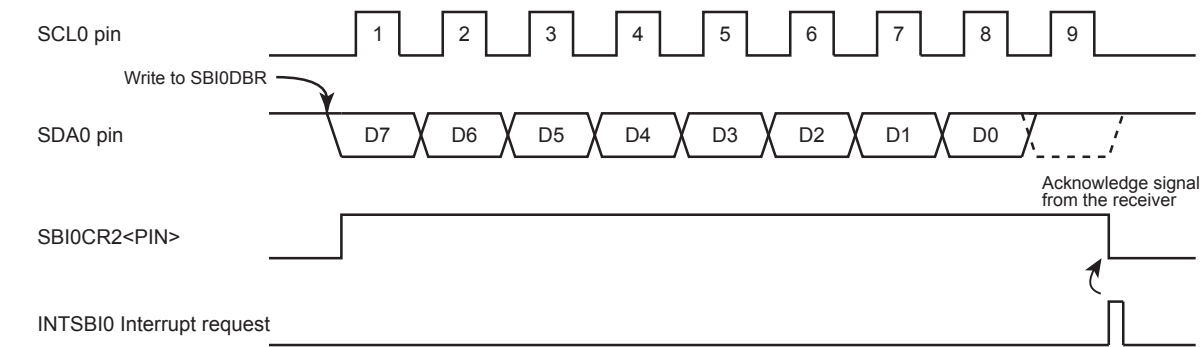 SCL0 pin
1 2 3 4 5 6 7 8 9
Write to SBI0DBR
SDA0 pin
D7 D6 D5 D4 D3 D2 D1 D0
Acknowledge signal
from the receiver
SBI0CR2<PIN>
INTSBI0 Interrupt request